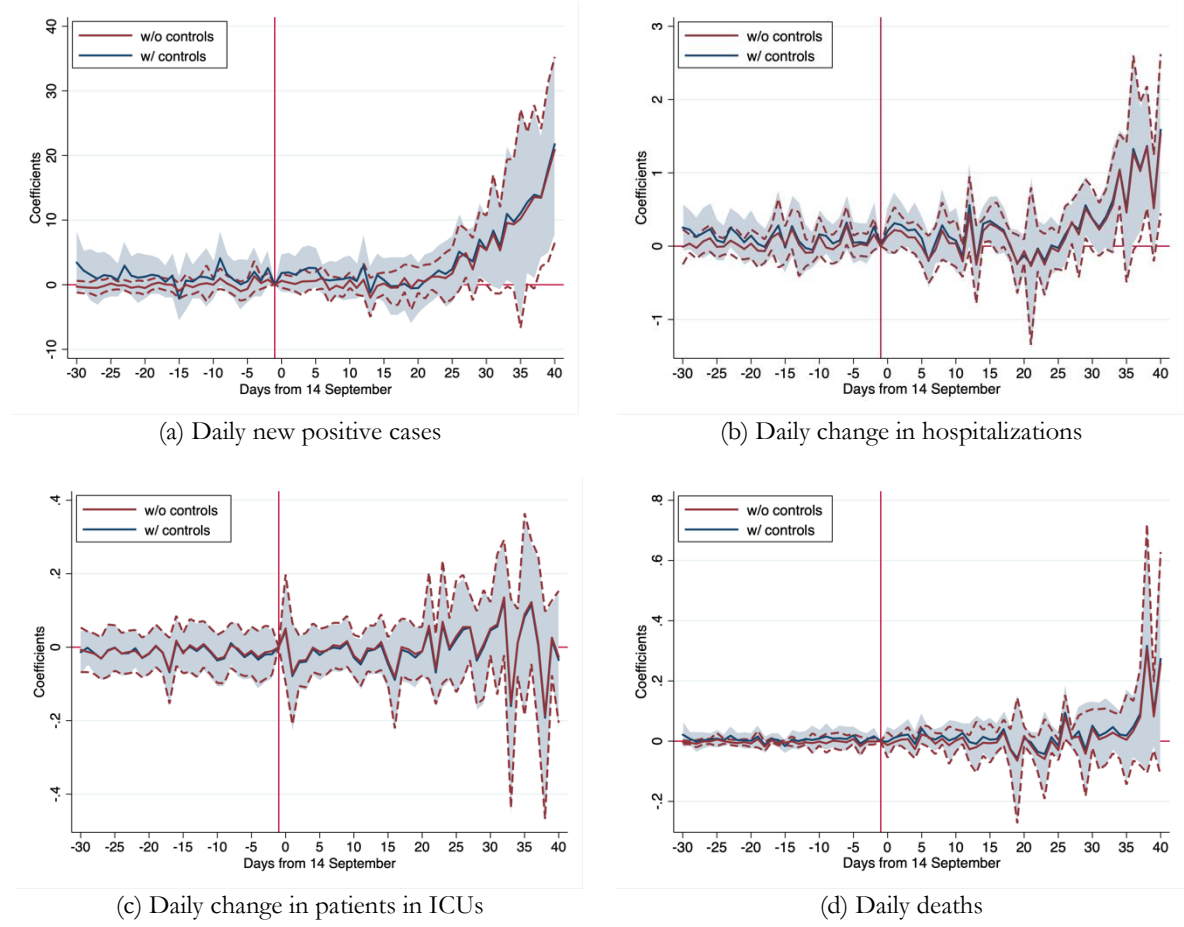 w/o controls
w/ controls
40
30
20
10
0
-10
Coefficients
-30 -25 -20 -15 -10 -5 0 5 10 15 20 25 30 35 40
Days from 14 September
(a) Daily new positive cases
w/o controls
w/ controls
3
2
1
0
-1
Coefficients
-30 -25 -20 -15 -10 -5 0 5 10 15 20 25 30 35 40
Days from 14 September
(b) Daily change in hospitalizations
w/o controls
w/ controls
.4
.2
0
-.2
-.4
Coefficients
-30 -25 -20 -15 -10 -5 0 5 10 15 20 25 30 35 40
Days from 14 September
(c) Daily change in patients in ICUs
w/o controls
w/ controls
.8
.6
.4
.2
0
-.2
Coefficients
-30 -25 -20 -15 -10 -5 0 5 10 15 20 25 30 35 40
Days from 14 September
(d) Daily deaths